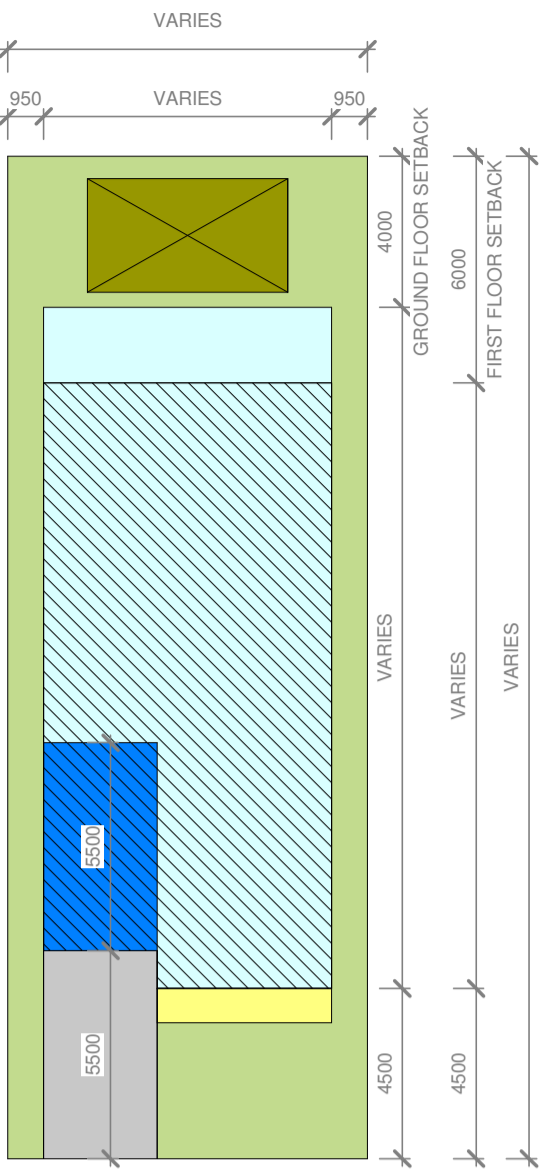 VARIES
950
VARIES
950
4000
GROUND FLOOR SETBACK
6000
FIRST FLOOR SETBACK
VARIES
VARIES
VARIES
5500
5500
4500
4500